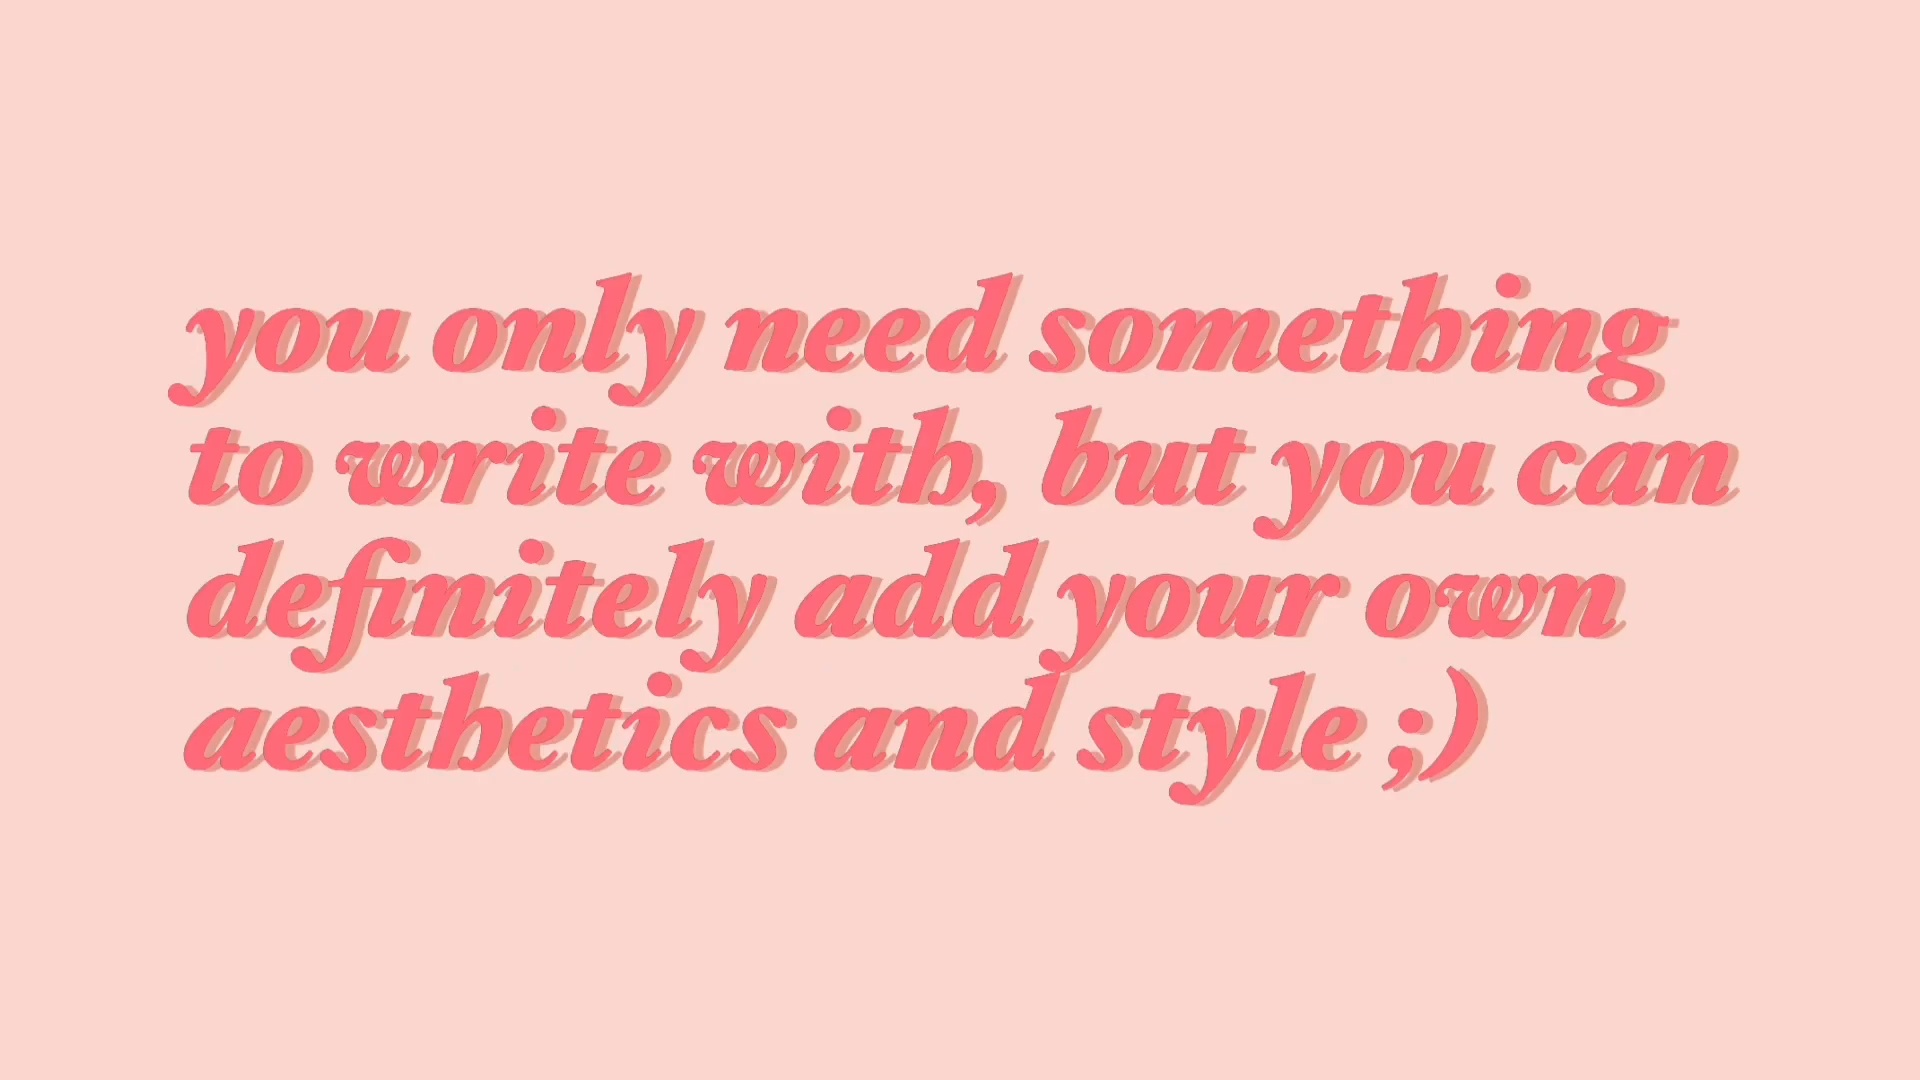 you only need something
to write with, but you can
definitely add your own
aesthetics and style ;)